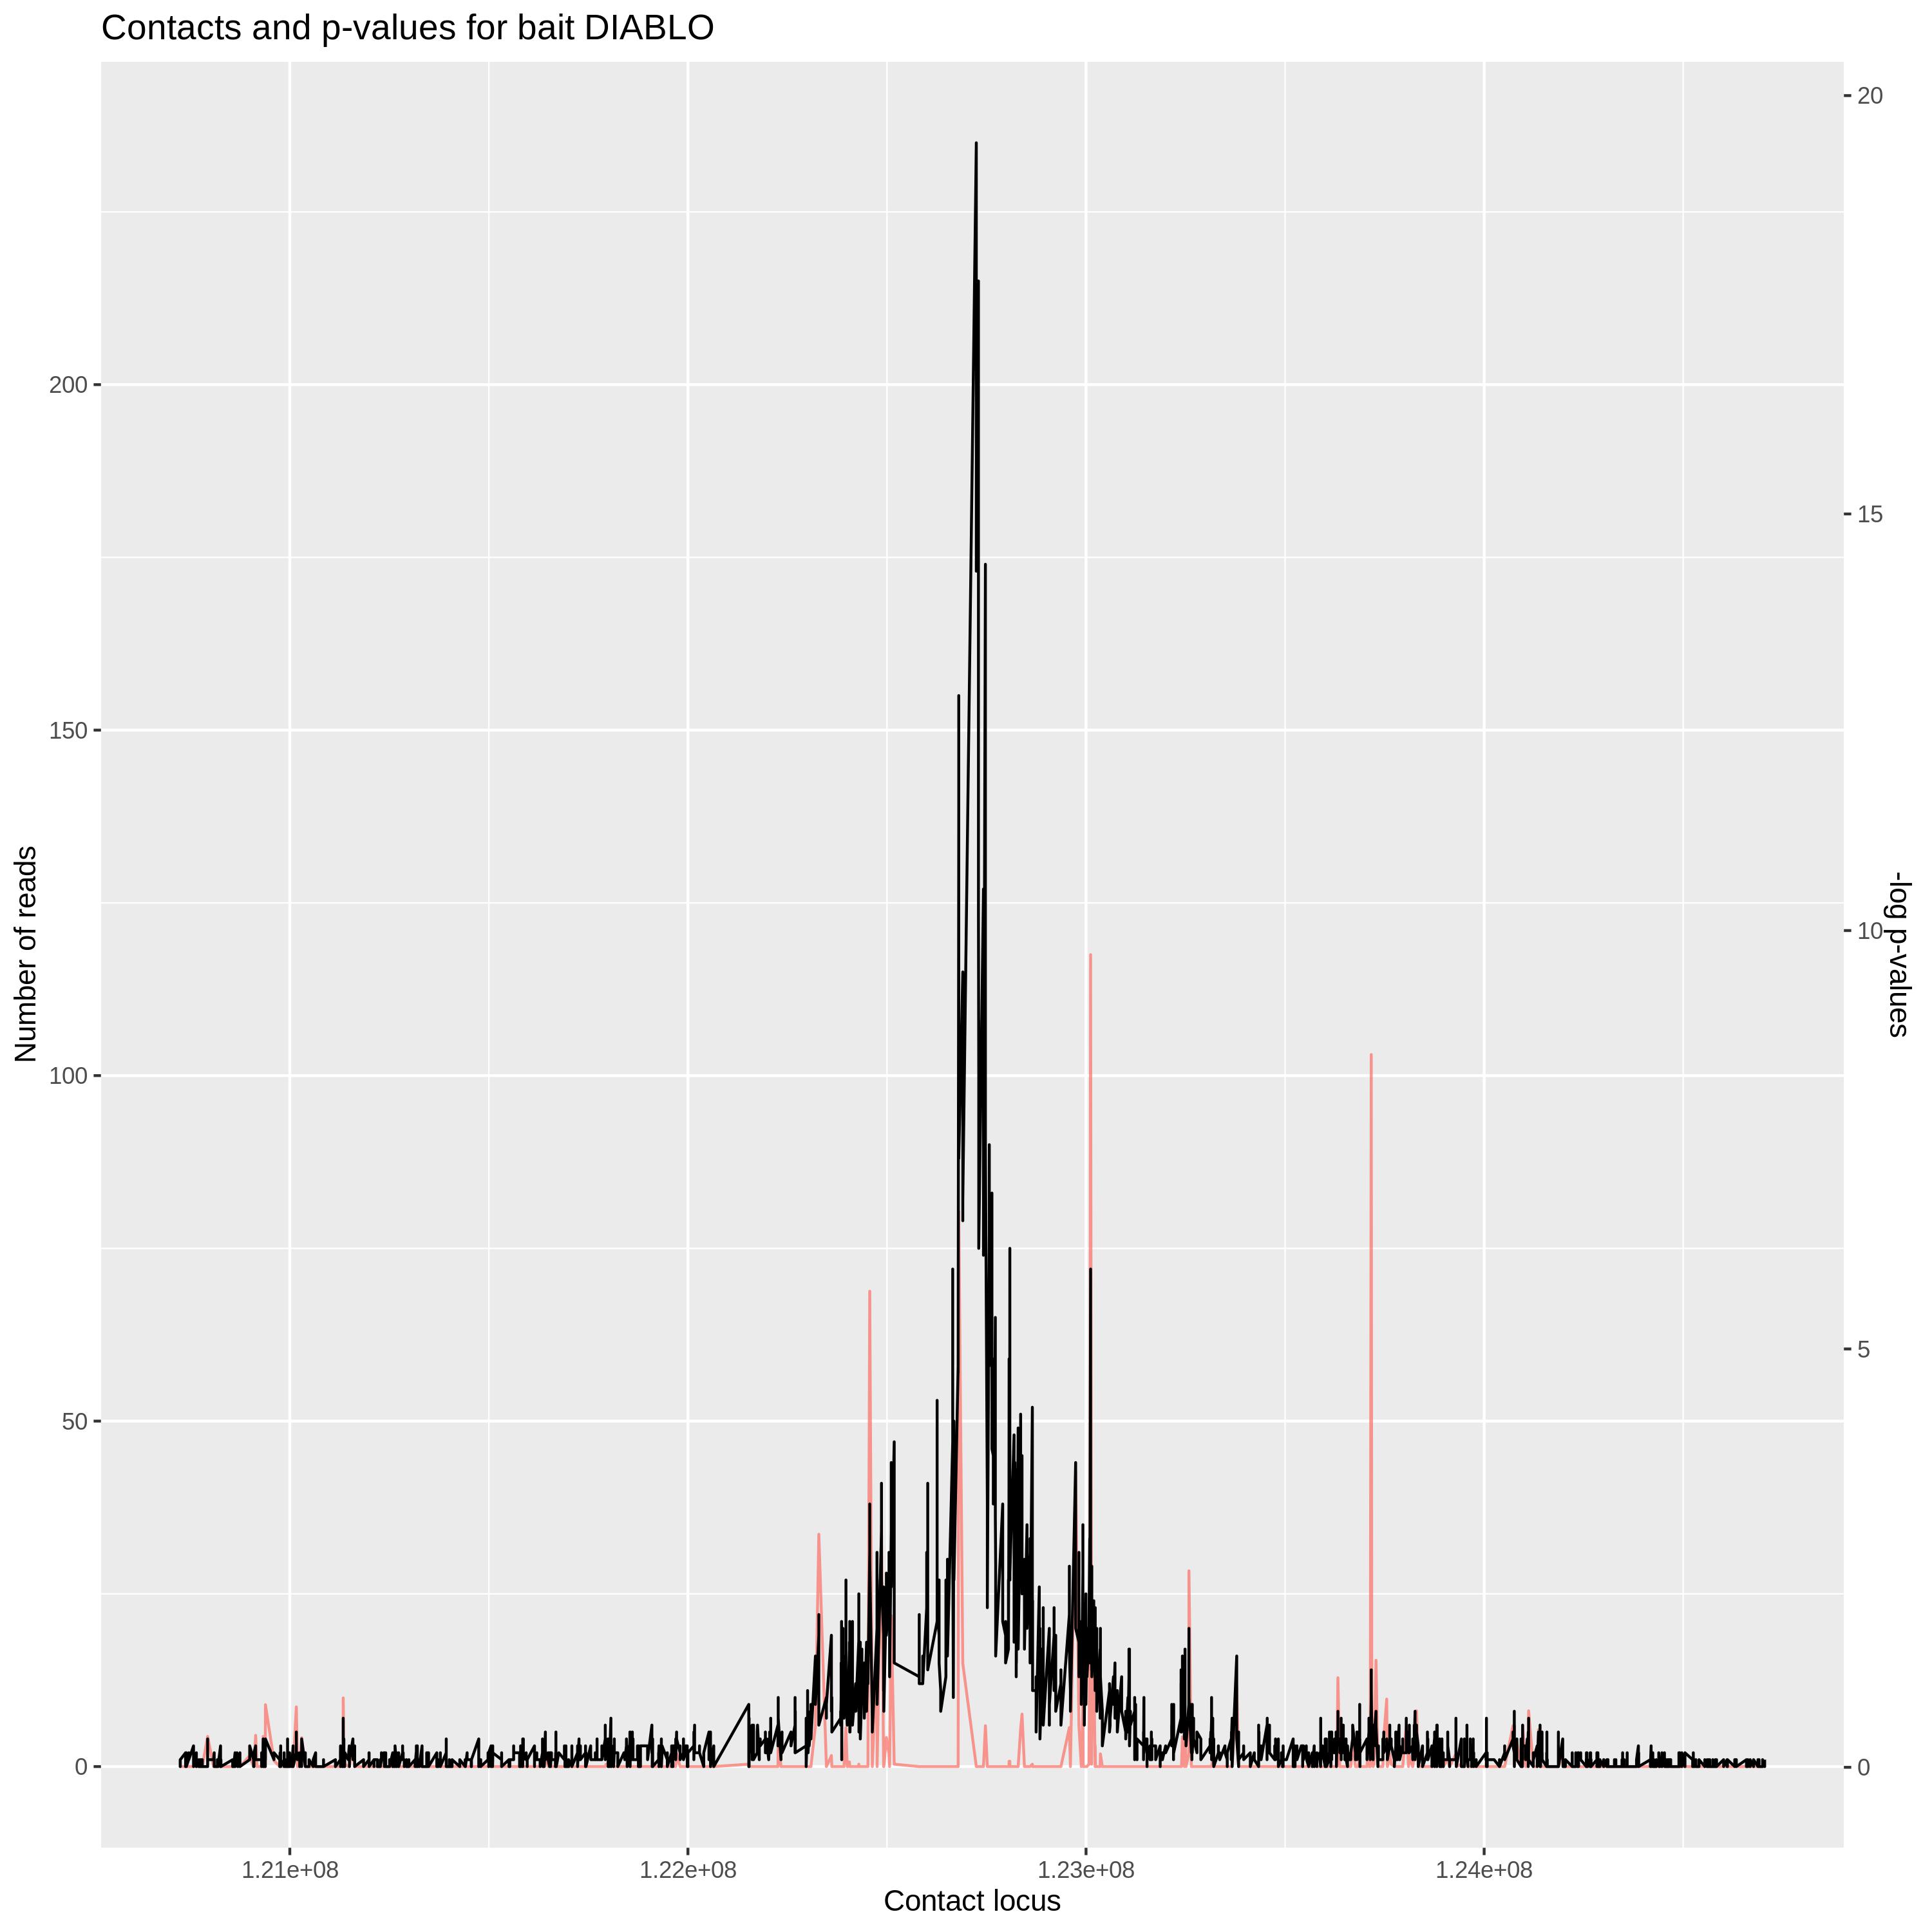 Contacts and p-values for bait DIABLO
Number of reads
200
150
100
50
0
20
15
10
5
0
-log p-values
1.21e+08
1.22e+08
1.23e+08
1.24e+08
Contact locus